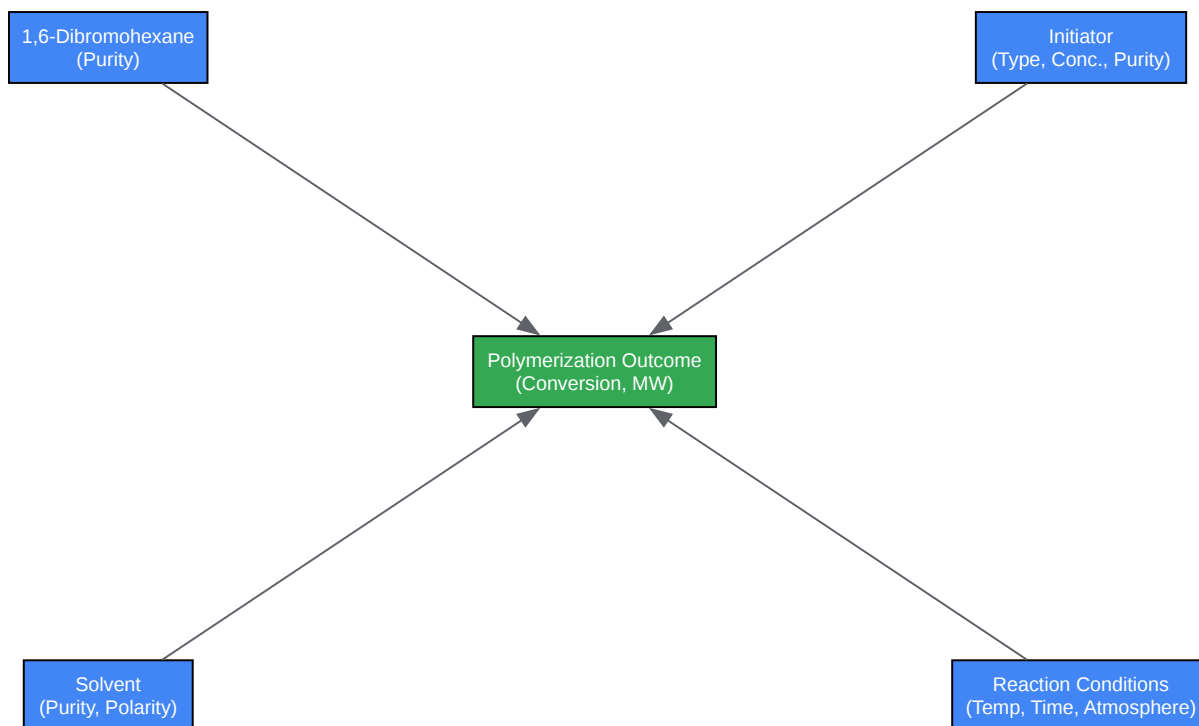 1,6-Dibromohexane
(Purity)
Initiator
(Type, Conc., Purity)
Polymerization Outcome
(Conversion, MW)
Solvent
(Purity, Polarity)
Reaction Conditions
(Temp, Time, Atmosphere)